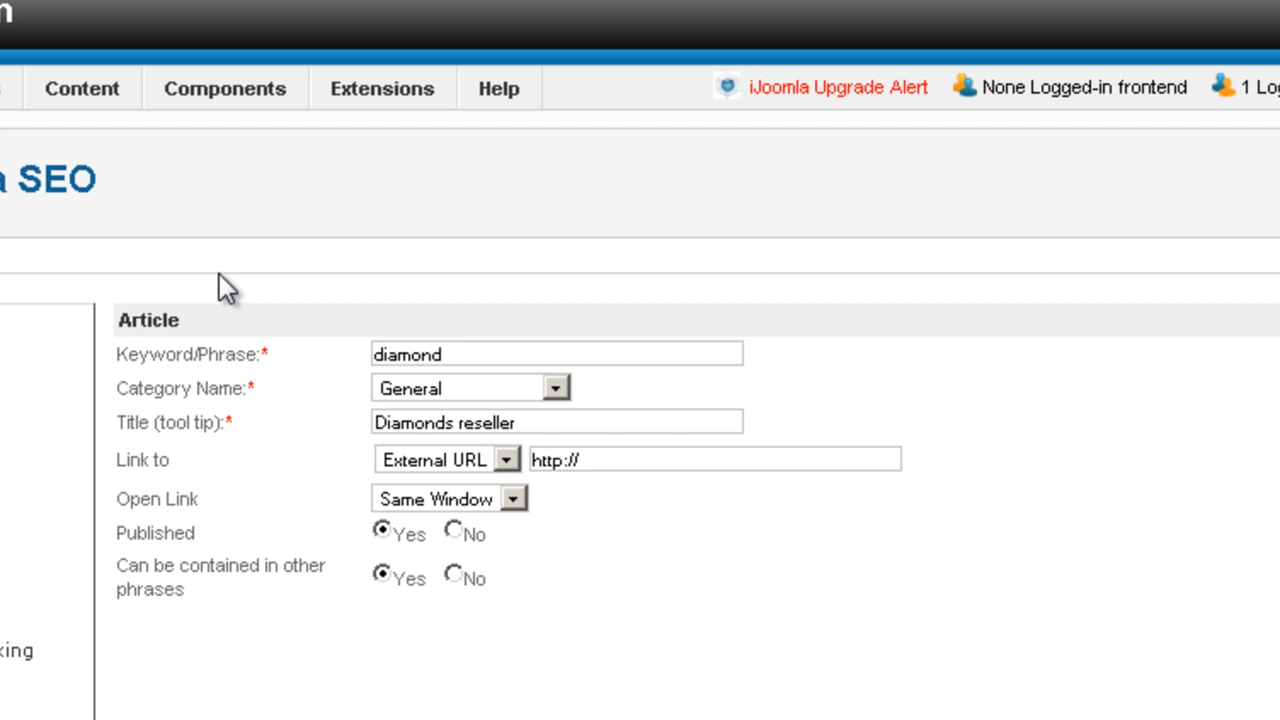 Content Components Extensions Help iJoomla Upgrade Alert None Logged-in frontend 1
SEO
Article
Keyword/Phrase:* diamond
Category Name:* General
Title (tool tip):* Diamonds reseller
Link to External URL http://
Open Link Same Window
Published Yes No
Can be contained in other
phrases Yes No